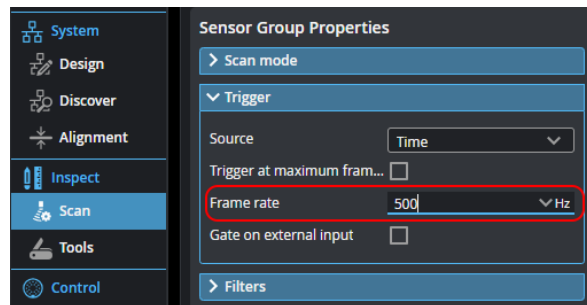 System
Design
Discover
Alignment
Inspect
Scan
Tools
Control
Sensor Group Properties
Scan mode
Trigger
Source Time
Trigger at maximum fram...
Frame rate 500 Hz
Gate on external input
Filters